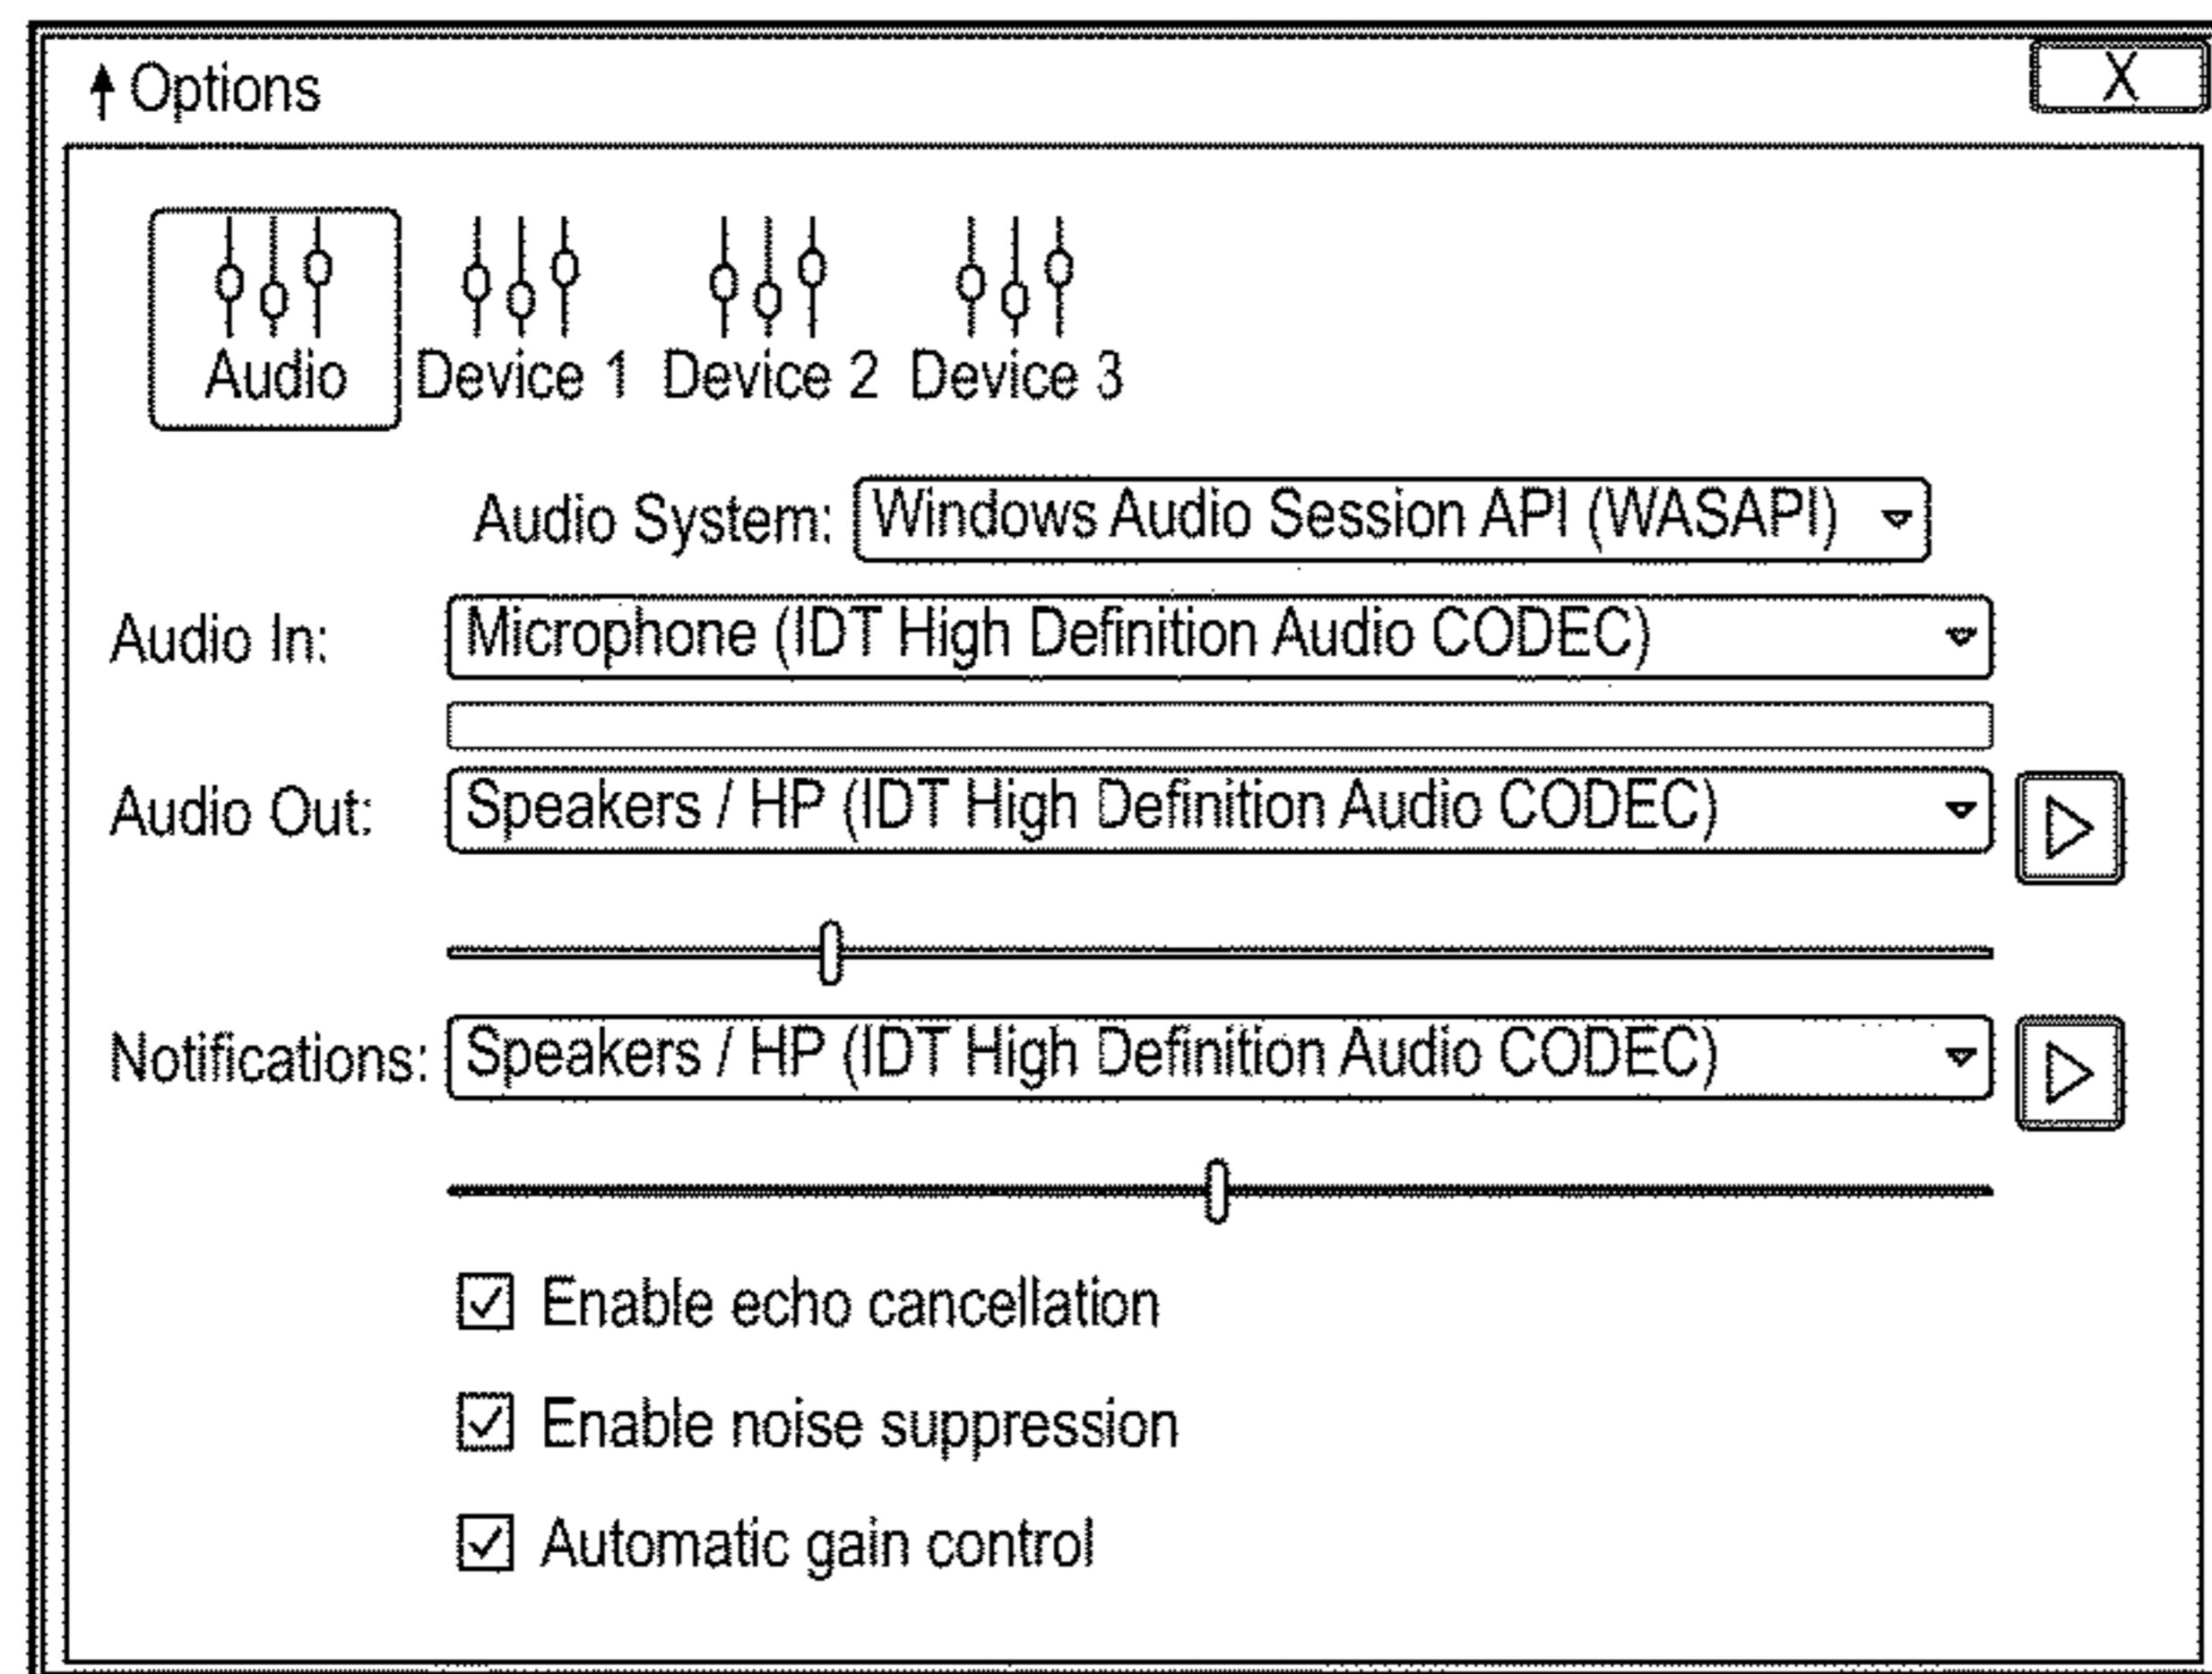 Options X
Audio Device 1 Device 2 Device 3
Audio System: Windows Audio Session API (WASAPI)
Audio In: Microphone (IDT High Definition Audio CODEC)
Audio Out: Speakers / HP (IDT High Definition Audio CODEC)
Notifications: Speakers / HP (IDT High Definition Audio CODEC)
Enable echo cancellation
Enable noise suppression
Automatic gain control